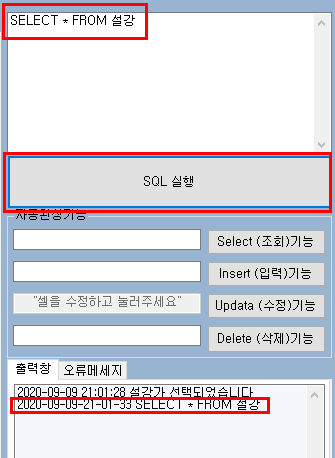 SELECT * FROM 설강
SQL 실행
자동완성기능
Select (조회)기능
Insert (입력)기능
"셀을 수정하고 눌러주세요" Updata (수정)기능
Delete (삭제)기능
출력창 오류메세지
2020-09-09 21:01:28 설강가 선택되었습니다
2020-09-09-21-01-33 SELECT * FROM 설강